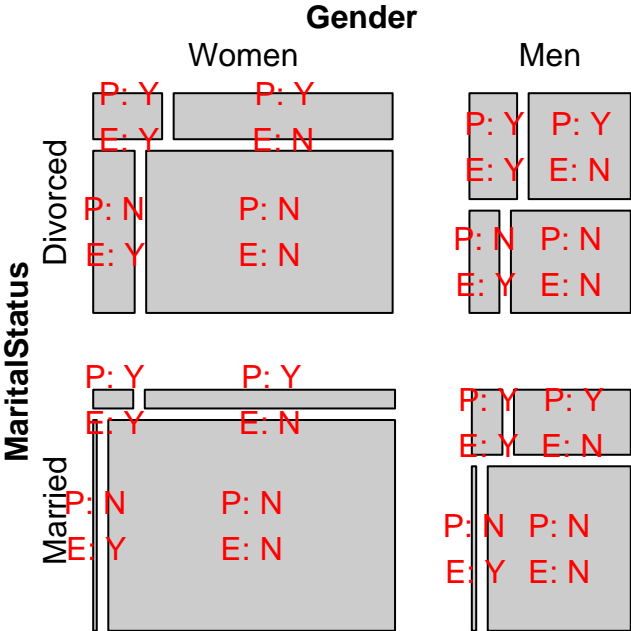 Gender
Women Men
MaritalStatus
Divorced
P: Y P: Y P: Y P: Y
E: Y E: N E: Y E: N
P: N P: N P: N P: N
E: Y E: N E: Y E: N
Married
P: Y P: Y P: Y P: Y
E: Y E: N E: Y E: N
P: N P: N P: N P: N
E: Y E: N E: Y E: N